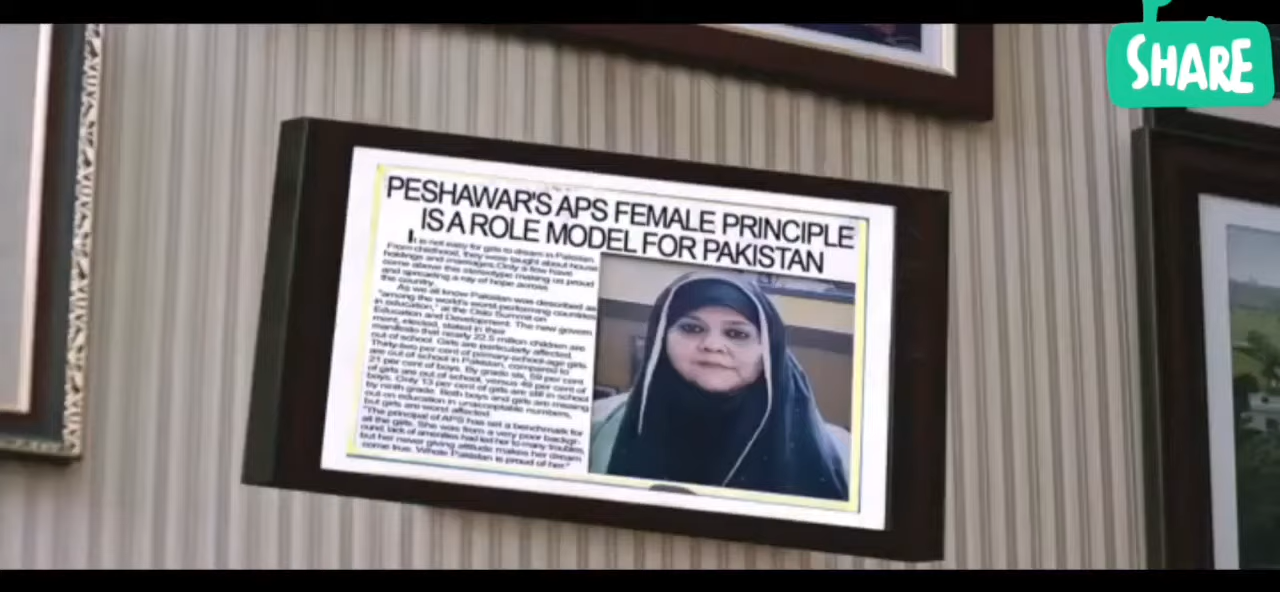 SHARE
PESHAWAR'S APS FEMALE PRINCIPLE
IS A ROLE MODEL FOR PAKISTAN
It is not easy for girls to dream in Pakistan.
From childhood, they were taught about house
holdings and marriages. Only a few have
come above this stereotype making us proud
and spreading a ray of hope across
the country.
As we all know Pakistan was described as
"among the world's worst performing countries
in education," at the Oslo Summit on
Education and Development. The new govern
ment, elected, stated in their
manifesto that nearly 22.5 million children are
out of school. Girls are particularly affected.
Thirty-two per cent of primary-school-age girls
are out of school in Pakistan, compared to
21 per cent of boys. By grade six, 59 per cent
of girls are out of school, versus 49 per cent of
boys. Only 13 per cent of girls are still in school
by ninth grade. Both boys and girls are missing
out on education in unacceptable numbers,
but girls are worst affected.
"The principal of APS has set a benchmark for
all the girls. She was from a very poor backgr-
ound, lack of amenities had led her to many troubles,
but her never giving attitude makes her dream
come true. Whole Pakistan is proud of her."